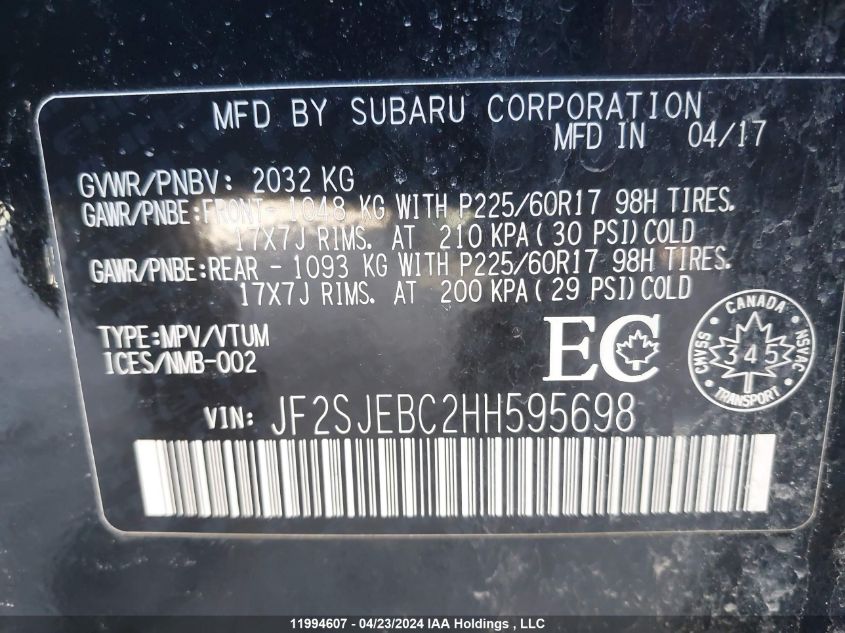 MFD BY SUBARU CORPORATION
MFD IN 04/17
GVWR/PNBV: 2032 KG
GAWR/PNBE:FRONT- 1048 KG WITH P225/60R17 98H TIRES.
17X7J RIMS. AT 210 KPA( 30 PSI)COLD
GAWR/PNBE:REAR - 1093 KG WITH P225/60R17 98H TIRES.
17X7J RIMS. AT 200 KPA( 29 PSI)COLD
TYPE:MPV/VTUM
ICES/NMB-002
EC
CANADA
CMVSS 345 NSVAC
TRANSPORT
VIN: JF2SJEBC2HH595698
11994607 - 04/23/2024 IAA Holdings , LLC